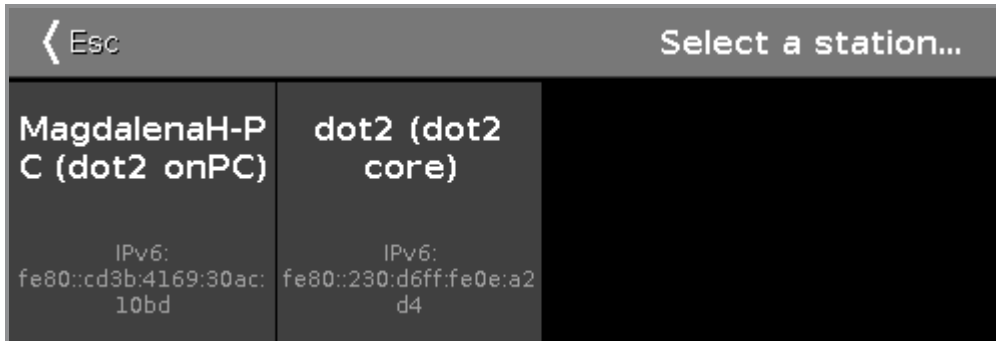 Esc
Select a station...
MagdalenaH-P
C (dot2 onPC)
IPv6:
fe80::cd3b:4169:30ac:
10bd
dot2 (dot2
core)
IPv6:
fe80::230:d6ff:fe0e:a2
d4